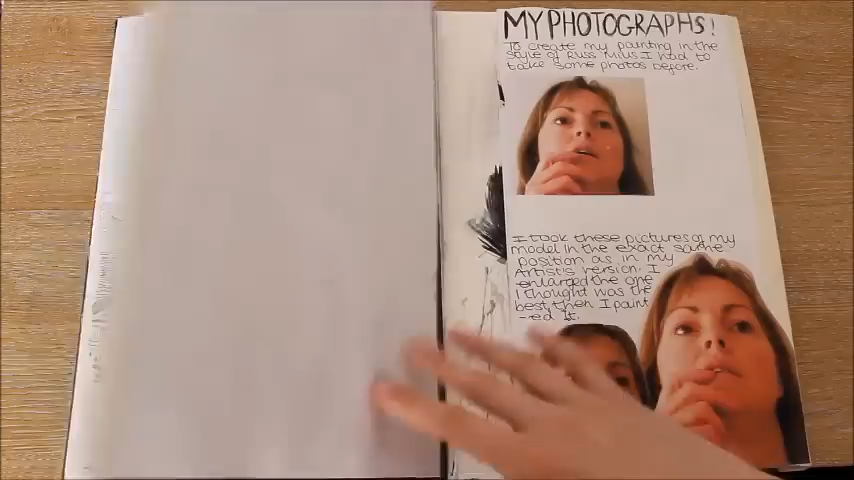 MY PHOTOGRAPHS!
To create my painting in the
style of Russ Mills I had to
take some photos before.
I took these pictures of my
model in the exact same
position as in my
Artist's version. I
enlarged the one
I thought was the
best, then I paint
-ed it.